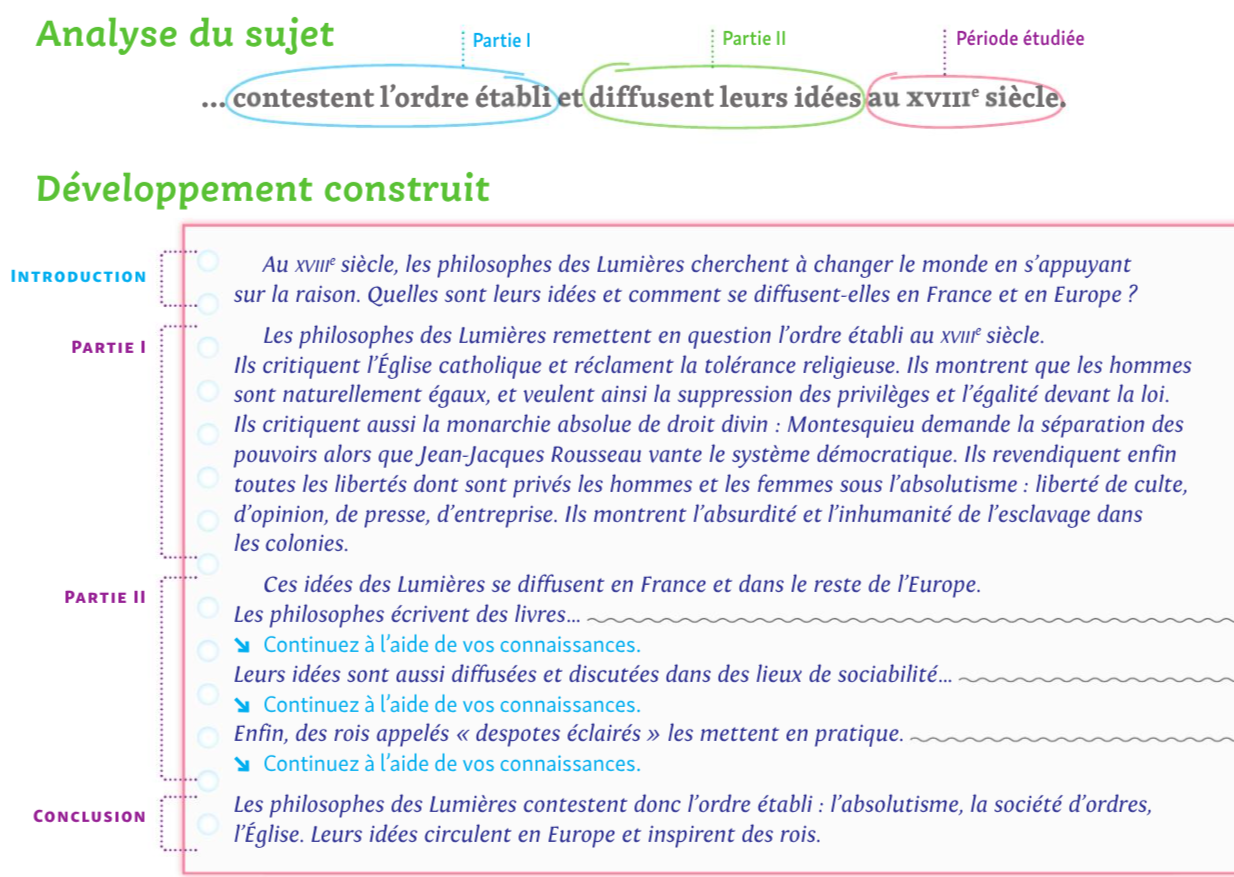 Analyse du sujet
Partie I
Partie II
Période étudiée
... contestent l'ordre établi et diffusent leurs idées au XVIIIe siècle.
Développement construit
INTRODUCTION
Au XVIIIe siècle, les philosophes des Lumières cherchent à changer le monde en s'appuyant
sur la raison. Quelles sont leurs idées et comment se diffusent-elles en France et en Europe ?
PARTIE I
Les philosophes des Lumières remettent en question l'ordre établi au XVIIIe siècle.
Ils critiquent l'Église catholique et réclament la tolérance religieuse. Ils montrent que les hommes
sont naturellement égaux, et veulent ainsi la suppression des privilèges et l'égalité devant la loi.
Ils critiquent aussi la monarchie absolue de droit divin : Montesquieu demande la séparation des
pouvoirs alors que Jean-Jacques Rousseau vante le système démocratique. Ils revendiquent enfin
toutes les libertés dont sont privés les hommes et les femmes sous l'absolutisme : liberté de culte,
d'opinion, de presse, d'entreprise. Ils montrent l'absurdité et l'inhumanité de l'esclavage dans
les colonies.
PARTIE II
Ces idées des Lumières se diffusent en France et dans le reste de l'Europe.
Les philosophes écrivent des livres...
➘ Continuez à l'aide de vos connaissances.
Leurs idées sont aussi diffusées et discutées dans des lieux de sociabilité...
➘ Continuez à l'aide de vos connaissances.
Enfin, des rois appelés « despotes éclairés » les mettent en pratique.
➘ Continuez à l'aide de vos connaissances.
CONCLUSION
Les philosophes des Lumières contestent donc l'ordre établi : l'absolutisme, la société d'ordres,
l'Église. Leurs idées circulent en Europe et inspirent des rois.